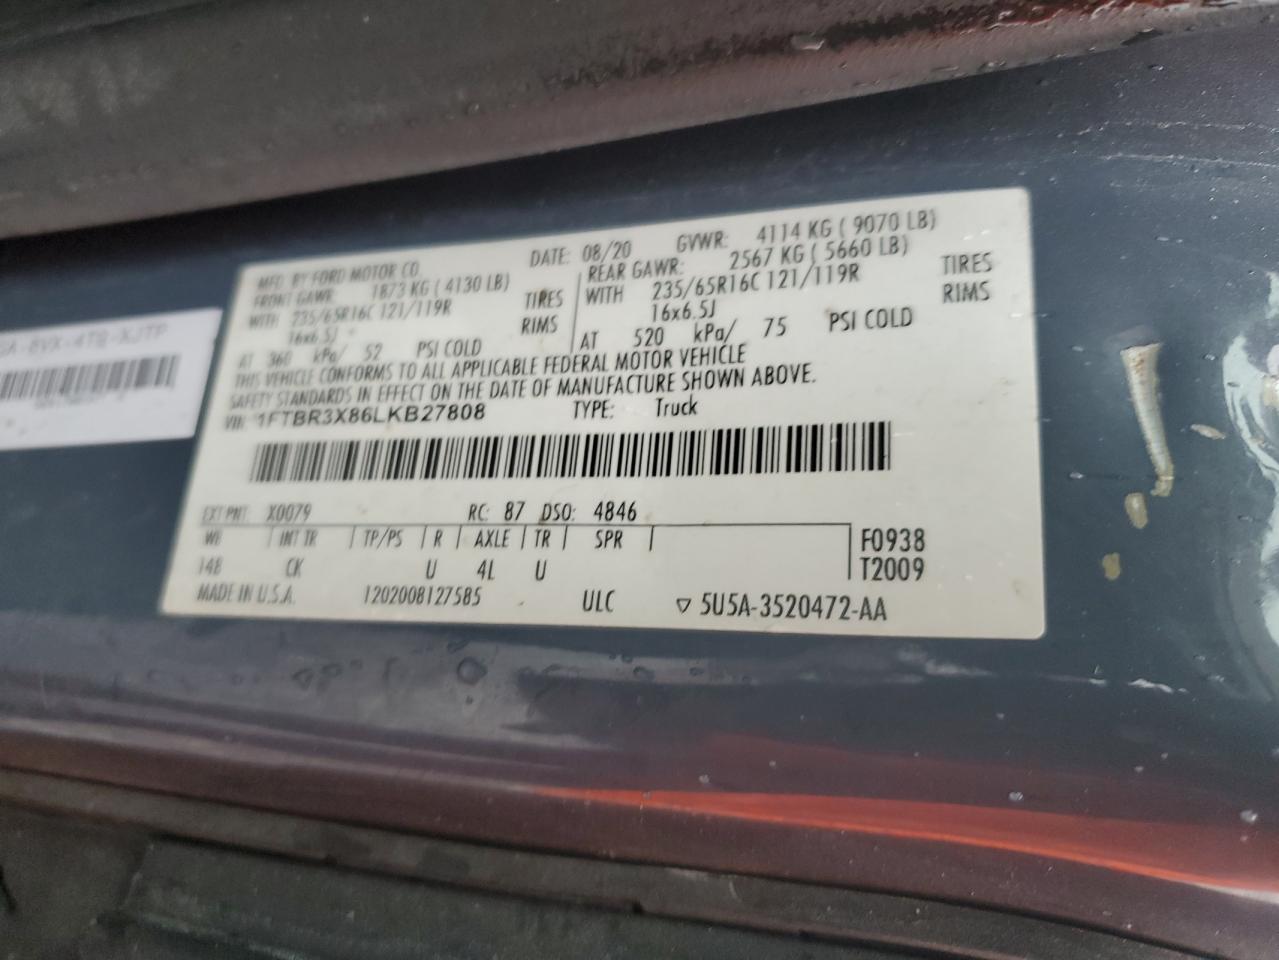 MFD. BY FORD MOTOR CO. DATE: 08/20 GVWR: 4114 KG ( 9070 LB)
FRONT GAWR: 1873 KG ( 4130 LB) REAR GAWR: 2567 KG ( 5660 LB)
WITH 235/65R16C 121/119R TIRES WITH 235/65R16C 121/119R TIRES
16x6.5J RIMS 16x6.5J RIMS
AT 360 kPa/ 52 PSI COLD AT 520 kPa/ 75 PSI COLD
THIS VEHICLE CONFORMS TO ALL APPLICABLE FEDERAL MOTOR VEHICLE
SAFETY STANDARDS IN EFFECT ON THE DATE OF MANUFACTURE SHOWN ABOVE.
VIN: 1FTBR3X86LKB27808 TYPE: Truck
EXT PNT: X0079 RC: 87 DSO: 4846
WB | INT TR | TP/PS | R | AXLE | TR | SPR | F0938
148 CK U 4L U T2009
MADE IN U.S.A. 1202008127585 ULC ▽ 5U5A-3520472-AA
-8VX-4T8-XJTP